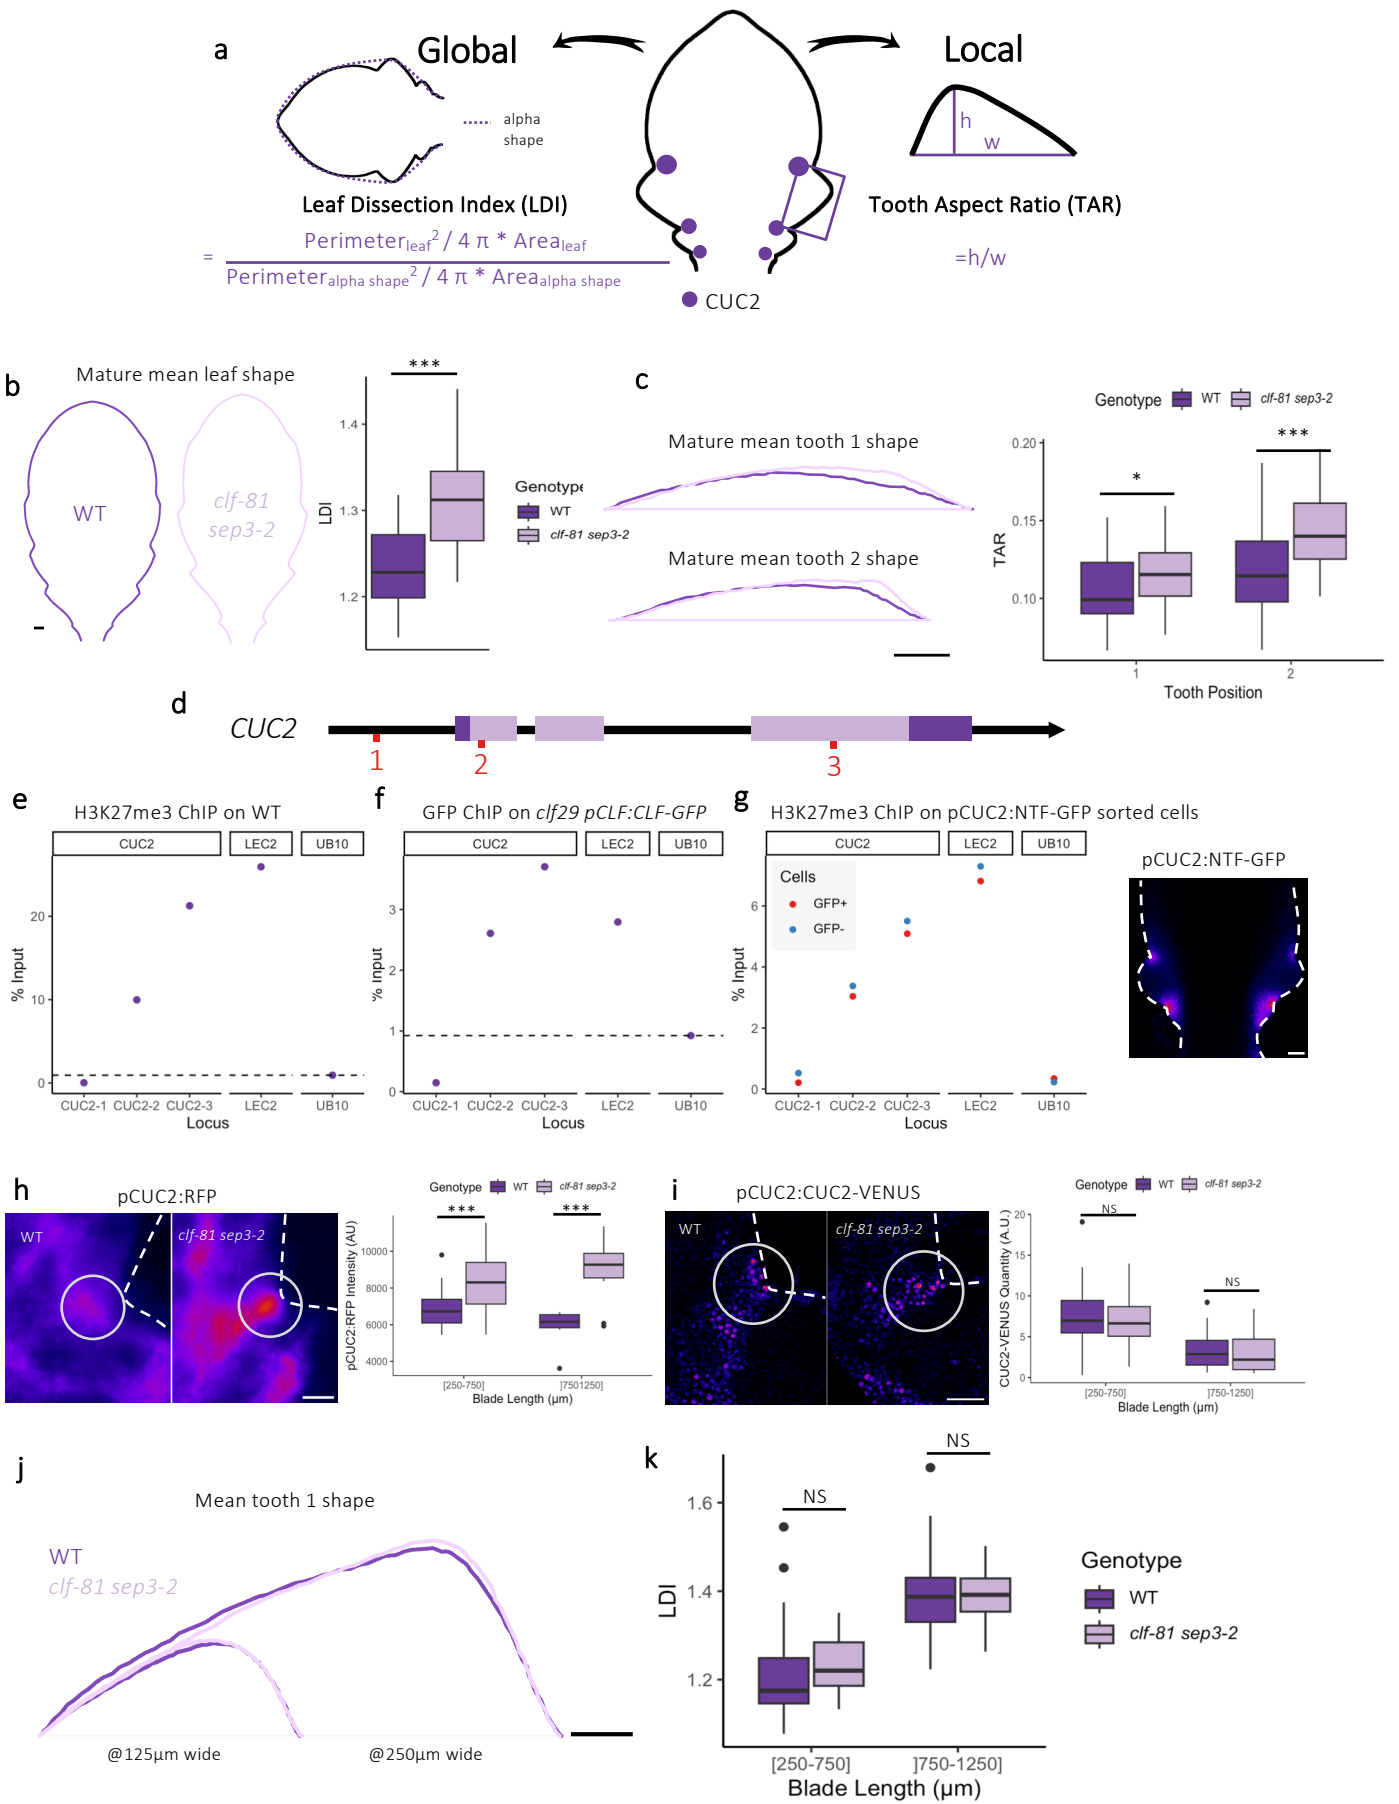 a
Global
Local
alpha
shape
h
w
Leaf Dissection Index (LDI)
Tooth Aspect Ratio (TAR)
= Perimeterleaf2 / 4 π * Arealeaf
Perimeteralpha shape2 / 4 π * Areaalpha shape
=h/w
CUC2
b
Mature mean leaf shape
WT
clf-81
sep3-2
***
LDI
1.4
1.3
1.2
Genotype
WT
clf-81 sep3-2
c
Mature mean tooth 1 shape
Mature mean tooth 2 shape
Genotype WT clf-81 sep3-2
TAR
0.20
0.15
0.10
*
***
1 2
Tooth Position
d
CUC2
1 2 3
e
H3K27me3 ChIP on WT
CUC2 LEC2 UB10
% Input
20
10
0
CUC2-1 CUC2-2 CUC2-3 LEC2 UB10
Locus
f
GFP ChIP on clf29 pCLF:CLF-GFP
CUC2 LEC2 UB10
% Input
3
2
1
0
CUC2-1 CUC2-2 CUC2-3 LEC2 UB10
Locus
g
H3K27me3 ChIP on pCUC2:NTF-GFP sorted cells
CUC2 LEC2 UB10
Cells
GFP+
GFP-
% Input
6
4
2
0
CUC2-1 CUC2-2 CUC2-3 LEC2 UB10
Locus
pCUC2:NTF-GFP
h
pCUC2:RFP
WT
clf-81 sep3-2
Genotype WT clf-81 sep3-2
pCUC2:RFP Intensity (AU)
10000
8000
6000
4000
***
***
[250-750] ]7501250]
Blade Length (μm)
i
pCUC2:CUC2-VENUS
WT
clf-81 sep3-2
Genotype WT clf-81 sep3-2
CUC2-VENUS Quantity (A.U.)
20
15
10
5
0
NS
NS
[250-750] ]750-1250]
Blade Length (μm)
j
Mean tooth 1 shape
WT
clf-81 sep3-2
@125μm wide
@250μm wide
k
NS
NS
LDI
1.6
1.4
1.2
[250-750] ]750-1250]
Blade Length (μm)
Genotype
WT
clf-81 sep3-2